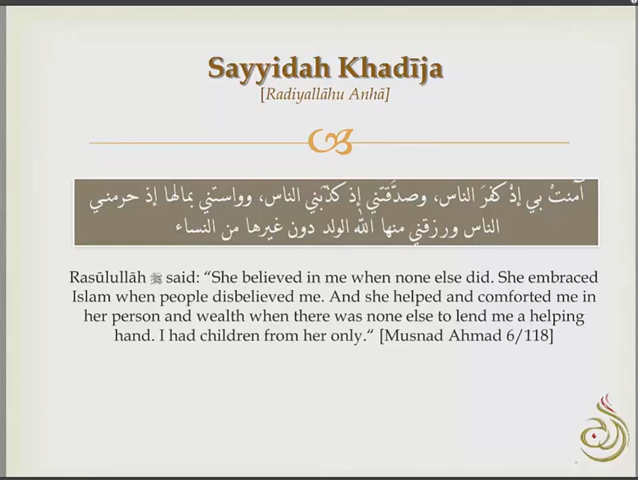 Sayyidah Khadīja
[Radiyallāhu Anhā]
آمنتْ بي إذْ كفرَ الناس، وصدَّقتني إذ كذّبني الناس، وواستني بمالها إذ حرمني
الناس ورزقني منها الله الولد دون غيرها من النساء
Rasūlullāh ﷺ said: “She believed in me when none else did. She embraced
Islam when people disbelieved me. And she helped and comforted me in
her person and wealth when there was none else to lend me a helping
hand. I had children from her only.“ [Musnad Ahmad 6/118]